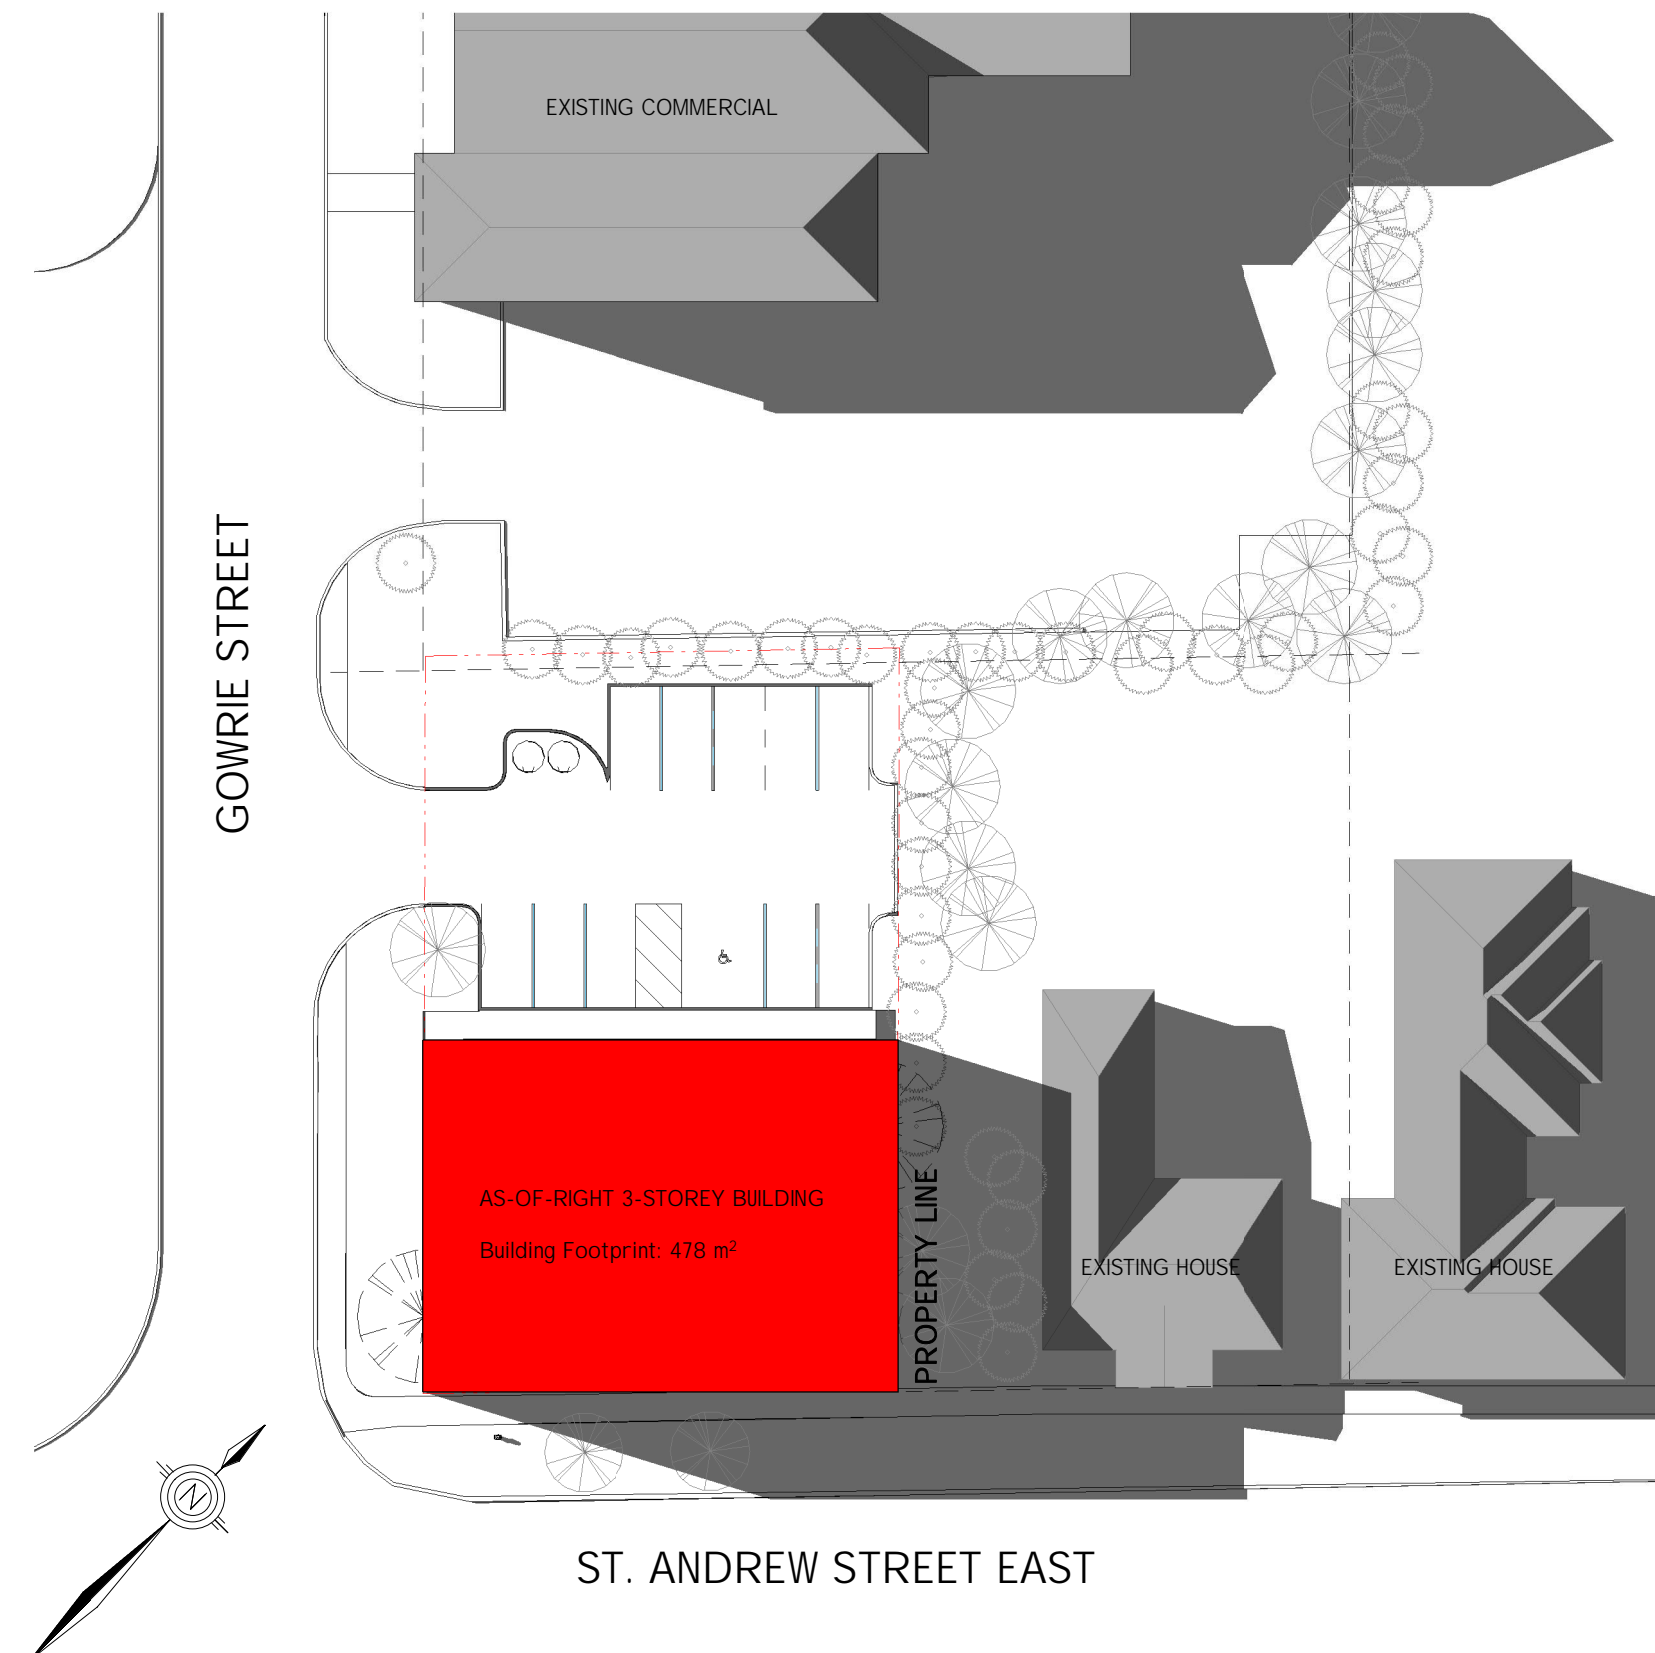 EXISTING COMMERCIAL
GOWRIE STREET
AS-OF-RIGHT 3-STOREY BUILDING
Building Footprint: 478 m²
PROPERTY LINE
EXISTING HOUSE
EXISTING HOUSE
N
ST. ANDREW STREET EAST